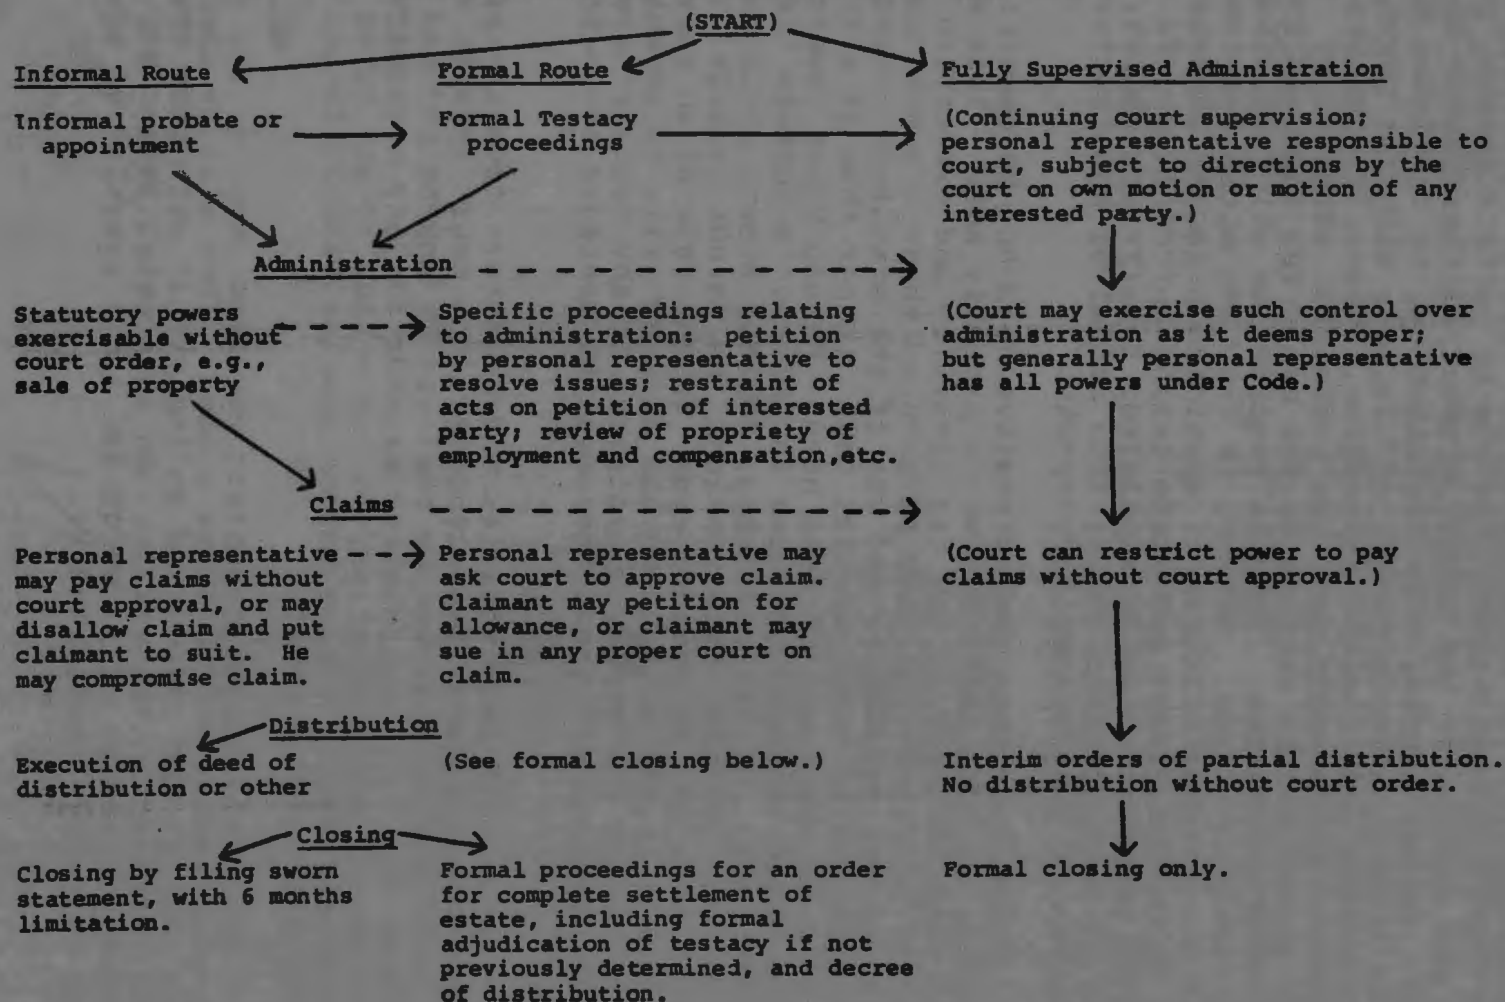 (START)
Informal Route
Formal Route
Fully Supervised Administration
Informal probate or
appointment
Formal Testacy
proceedings
(Continuing court supervision;
personal representative responsible to
court, subject to directions by the
court on own motion or motion of any
interested party.)
Administration
Statutory powers
exercisable without
court order, e.g.,
sale of property
Specific proceedings relating
to administration: petition
by personal representative to
resolve issues; restraint of
acts on petition of interested
party; review of propriety of
employment and compensation,etc.
(Court may exercise such control over
administration as it deems proper;
but generally personal representative
has all powers under Code.)
Claims
Personal representative
may pay claims without
court approval, or may
disallow claim and put
claimant to suit. He
may compromise claim.
Personal representative may
ask court to approve claim.
Claimant may petition for
allowance, or claimant may
sue in any proper court on
claim.
(Court can restrict power to pay
claims without court approval.)
Distribution
Execution of deed of
distribution or other
(See formal closing below.)
Interim orders of partial distribution.
No distribution without court order.
Closing
Closing by filing sworn
statement, with 6 months
limitation.
Formal proceedings for an order
for complete settlement of
estate, including formal
adjudication of testacy if not
previously determined, and decree
of distribution.
Formal closing only.